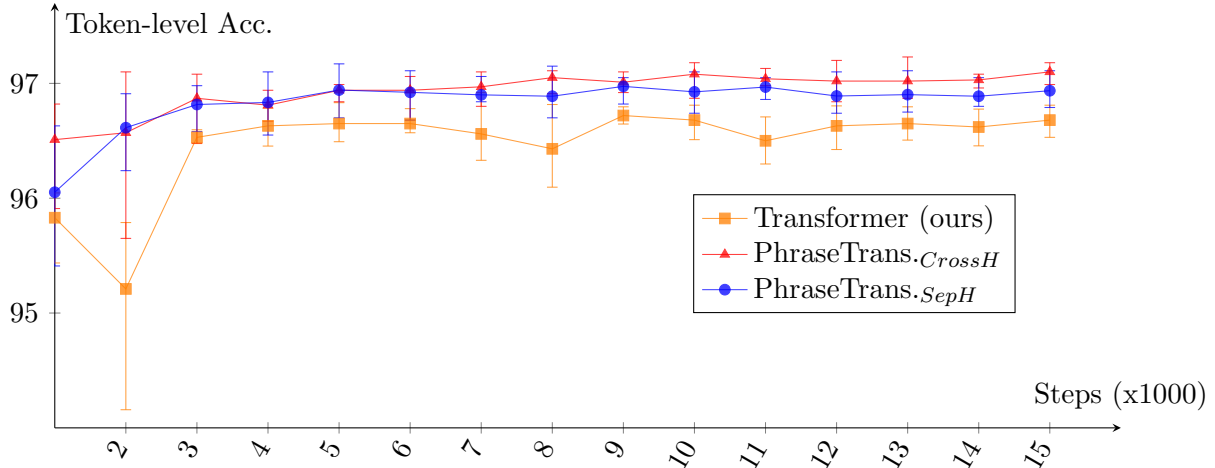 Token-level Acc.
97
96
95
Transformer (ours)
PhraseTrans.CrossH
PhraseTrans.SepH
Steps (x1000)
2 3 4 5 6 7 8 9 10 11 12 13 14 15